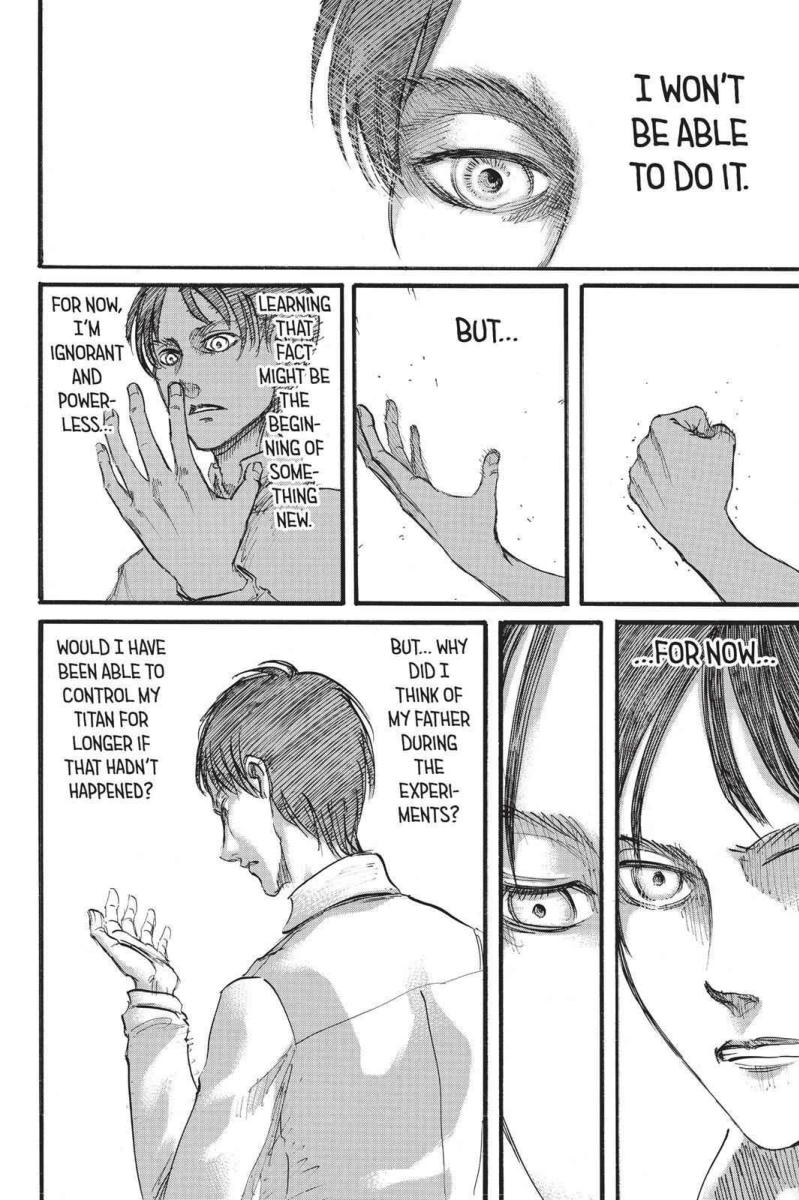 I WON'T
BE ABLE
TO DO IT.
BUT...
LEARNING
THAT
FACT
MIGHT BE
THE
BEGIN-
NING OF
SOME-
THING
NEW.
FOR NOW,
I'M
IGNORANT
AND
POWER-
LESS...
...FOR NOW...
BUT... WHY
DID I
THINK OF
MY FATHER
DURING
THE
EXPERI-
MENTS?
WOULD I HAVE
BEEN ABLE TO
CONTROL MY
TITAN FOR
LONGER IF
THAT HADN'T
HAPPENED?